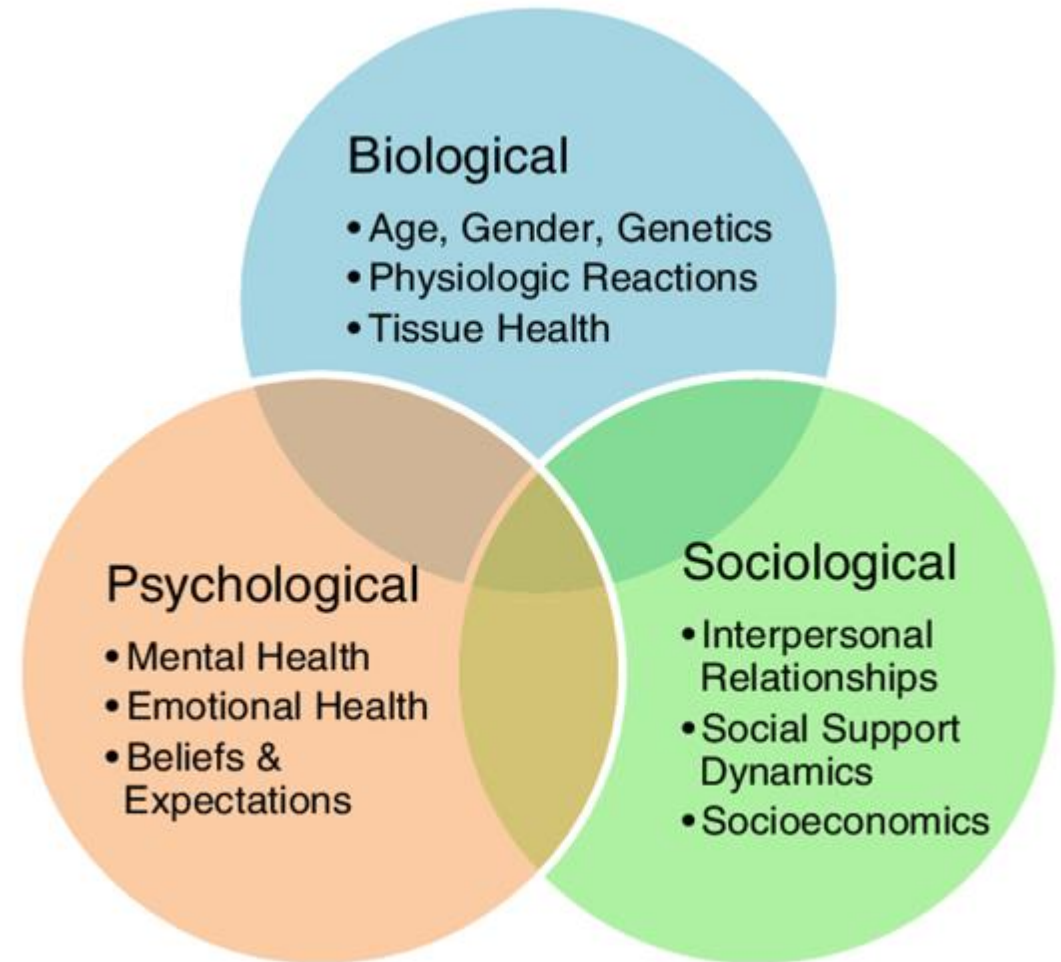 Biological
• Age, Gender, Genetics
• Physiologic Reactions
• Tissue Health
Psychological
• Mental Health
• Emotional Health
• Beliefs &
Expectations
Sociological
• Interpersonal
Relationships
• Social Support
Dynamics
• Socioeconomics